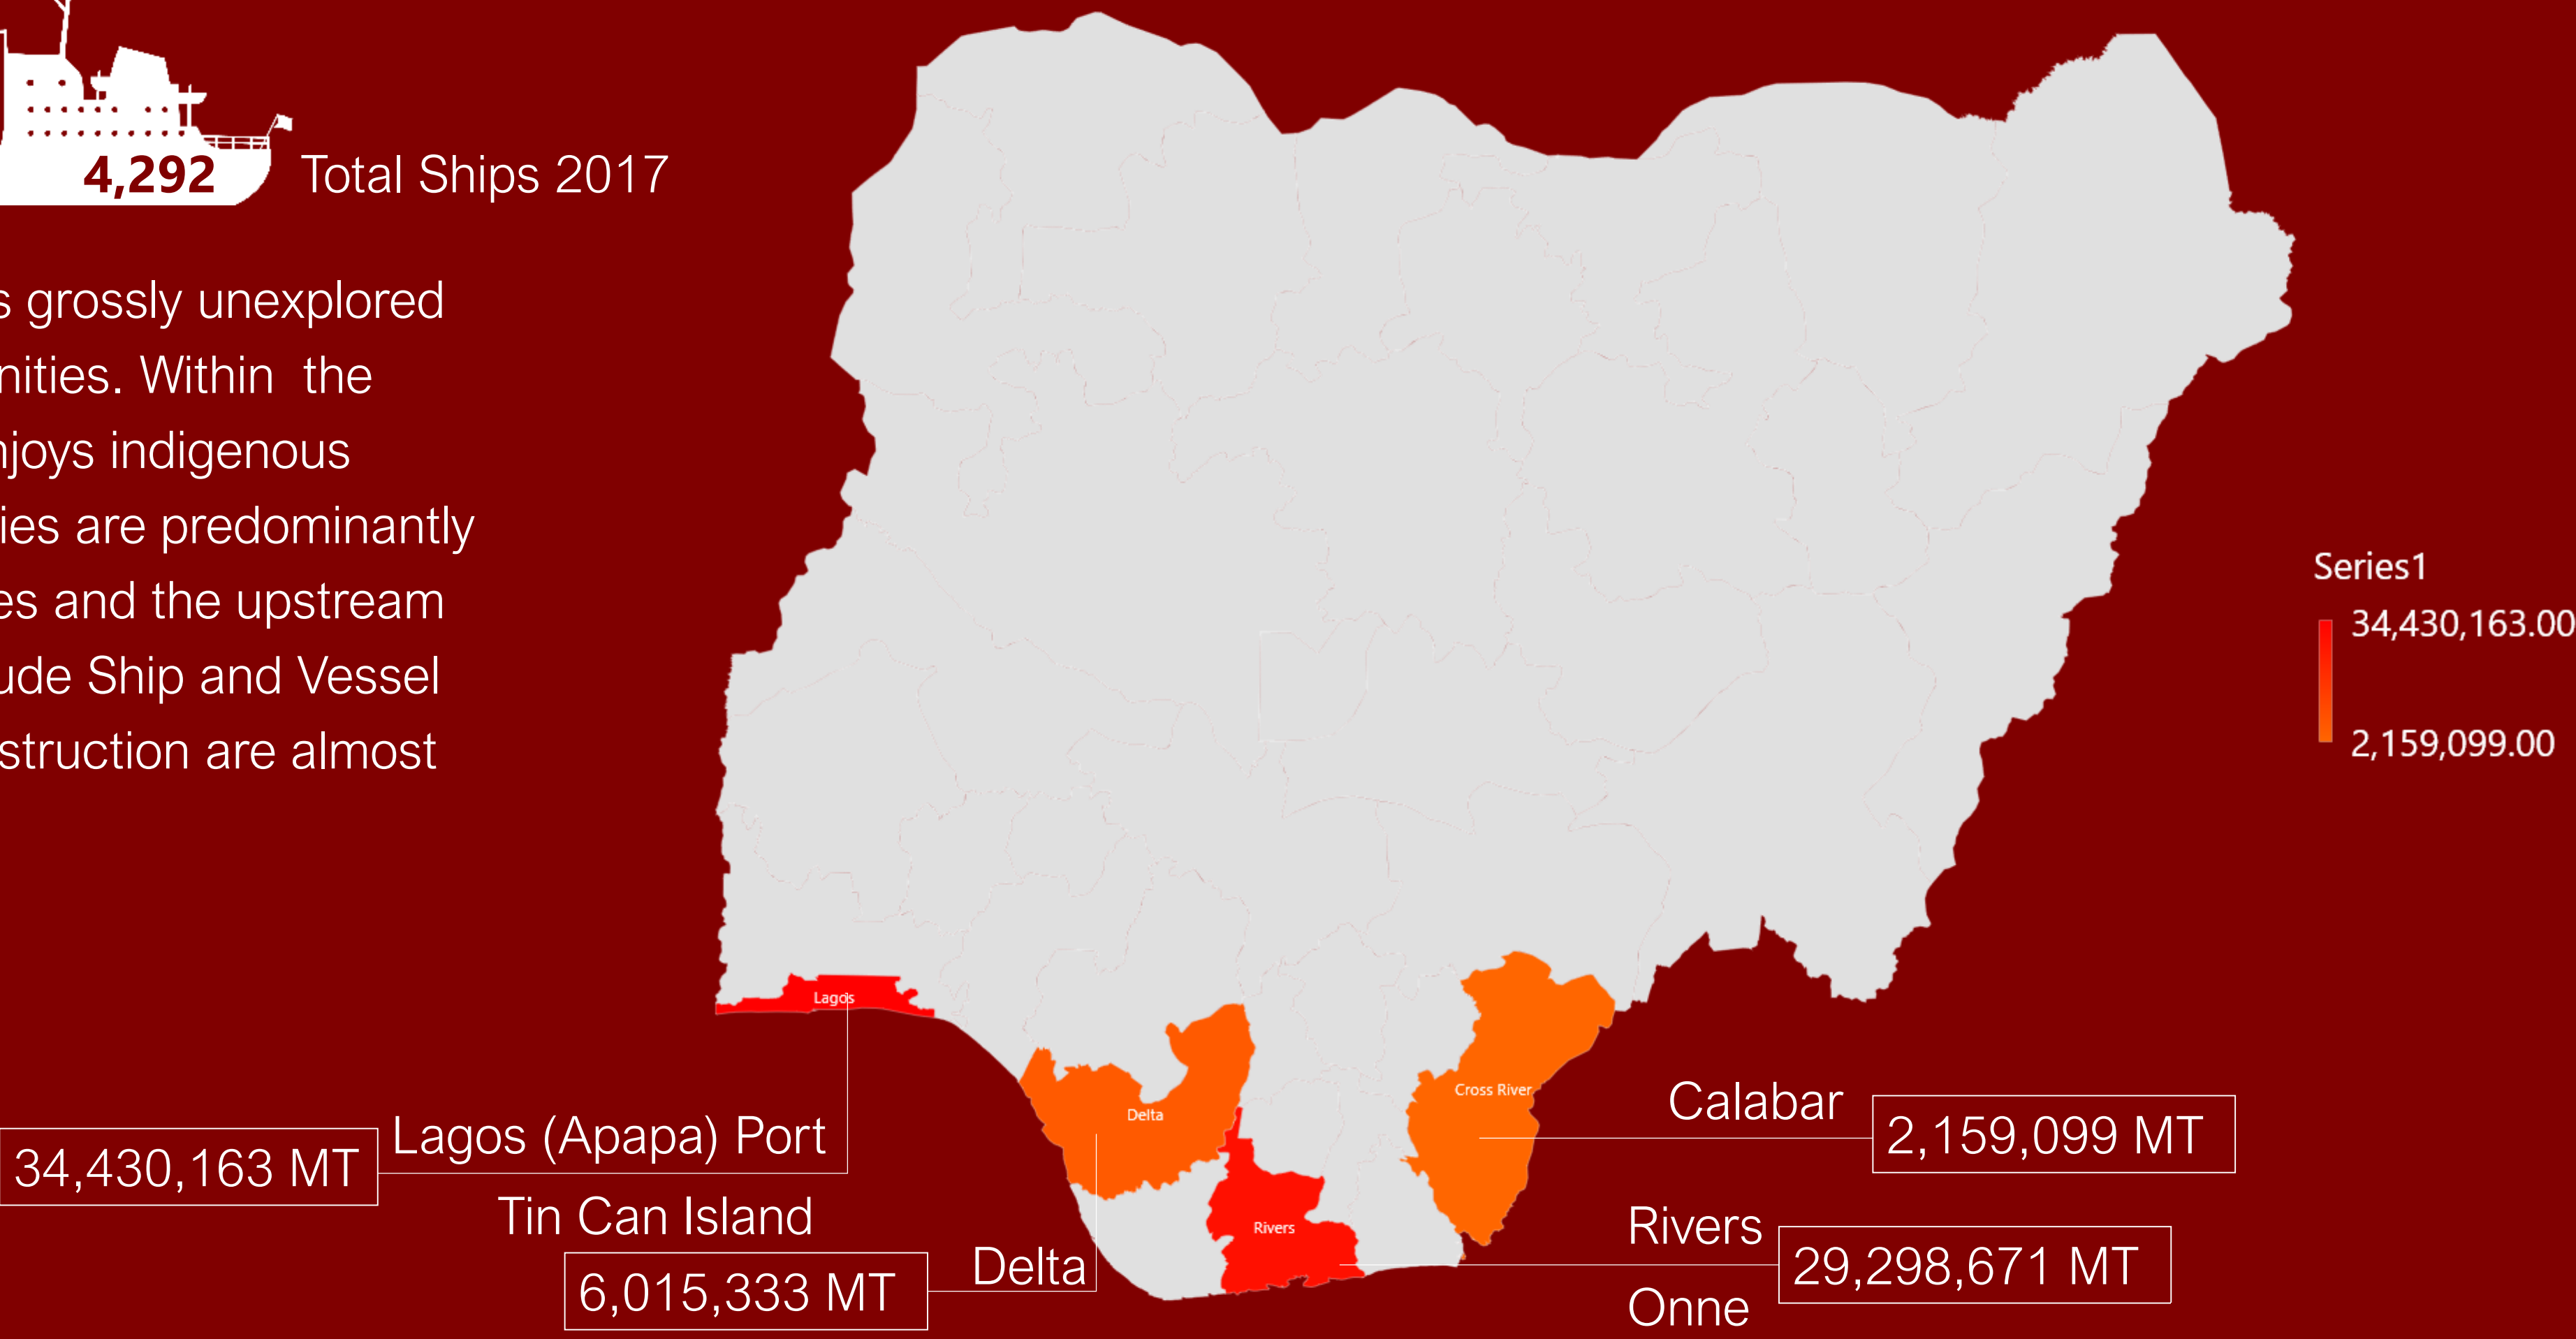 4,292
Total Ships 2017
s grossly unexplored
nities. Within the
njoys indigenous
ies are predominantly
es and the upstream
ude Ship and Vessel
struction are almost
Series1
34,430,163.00
2,159,099.00
Lagos
Delta
Cross River
Rivers
Lagos (Apapa) Port
34,430,163 MT
Tin Can Island
Delta
6,015,333 MT
Calabar
2,159,099 MT
Rivers
29,298,671 MT
Onne